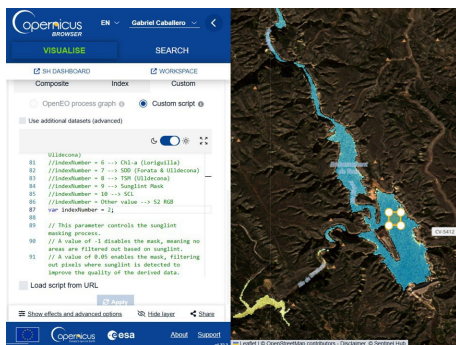 opernicus
BROWSER
EN
Gabriel Caballero
VISUALISE
SEARCH
SH DASHBOARD
WORKSPACE
Composite
Index
Custom
OpenEO process graph
Custom script
Use additional datasets (advanced)
Ulldecona)
81 //indexNumber = 6 --> Chl-a (Loriguilla)
82 //indexNumber = 7 --> SDD (Forata & Ulldecona)
83 //indexNumber = 8 --> TSM (Ulldecona)
84 //indexNumber = 9 --> Sunglint Mask
85 //indexNumber = 10 --> SCL
86 //indexNumber = Other value --> S2 RGB
87 var indexNumber = 2;
88
89 // This parameter controls the sunglint
masking process.
90 // A value of -1 disables the mask, meaning no
areas are filtered out based on sunglint.
91 // A value of 0.05 enables the mask, filtering
out pixels where sunglint is detected to
improve the quality of the derived data.
Load script from URL
Apply
Show effects and advanced options
Hide layer
Share
opernicus
esa
About
Support
CV-5412
Leaflet | © OpenStreetMap contributors - Disclaimer, © Sentinel Hub